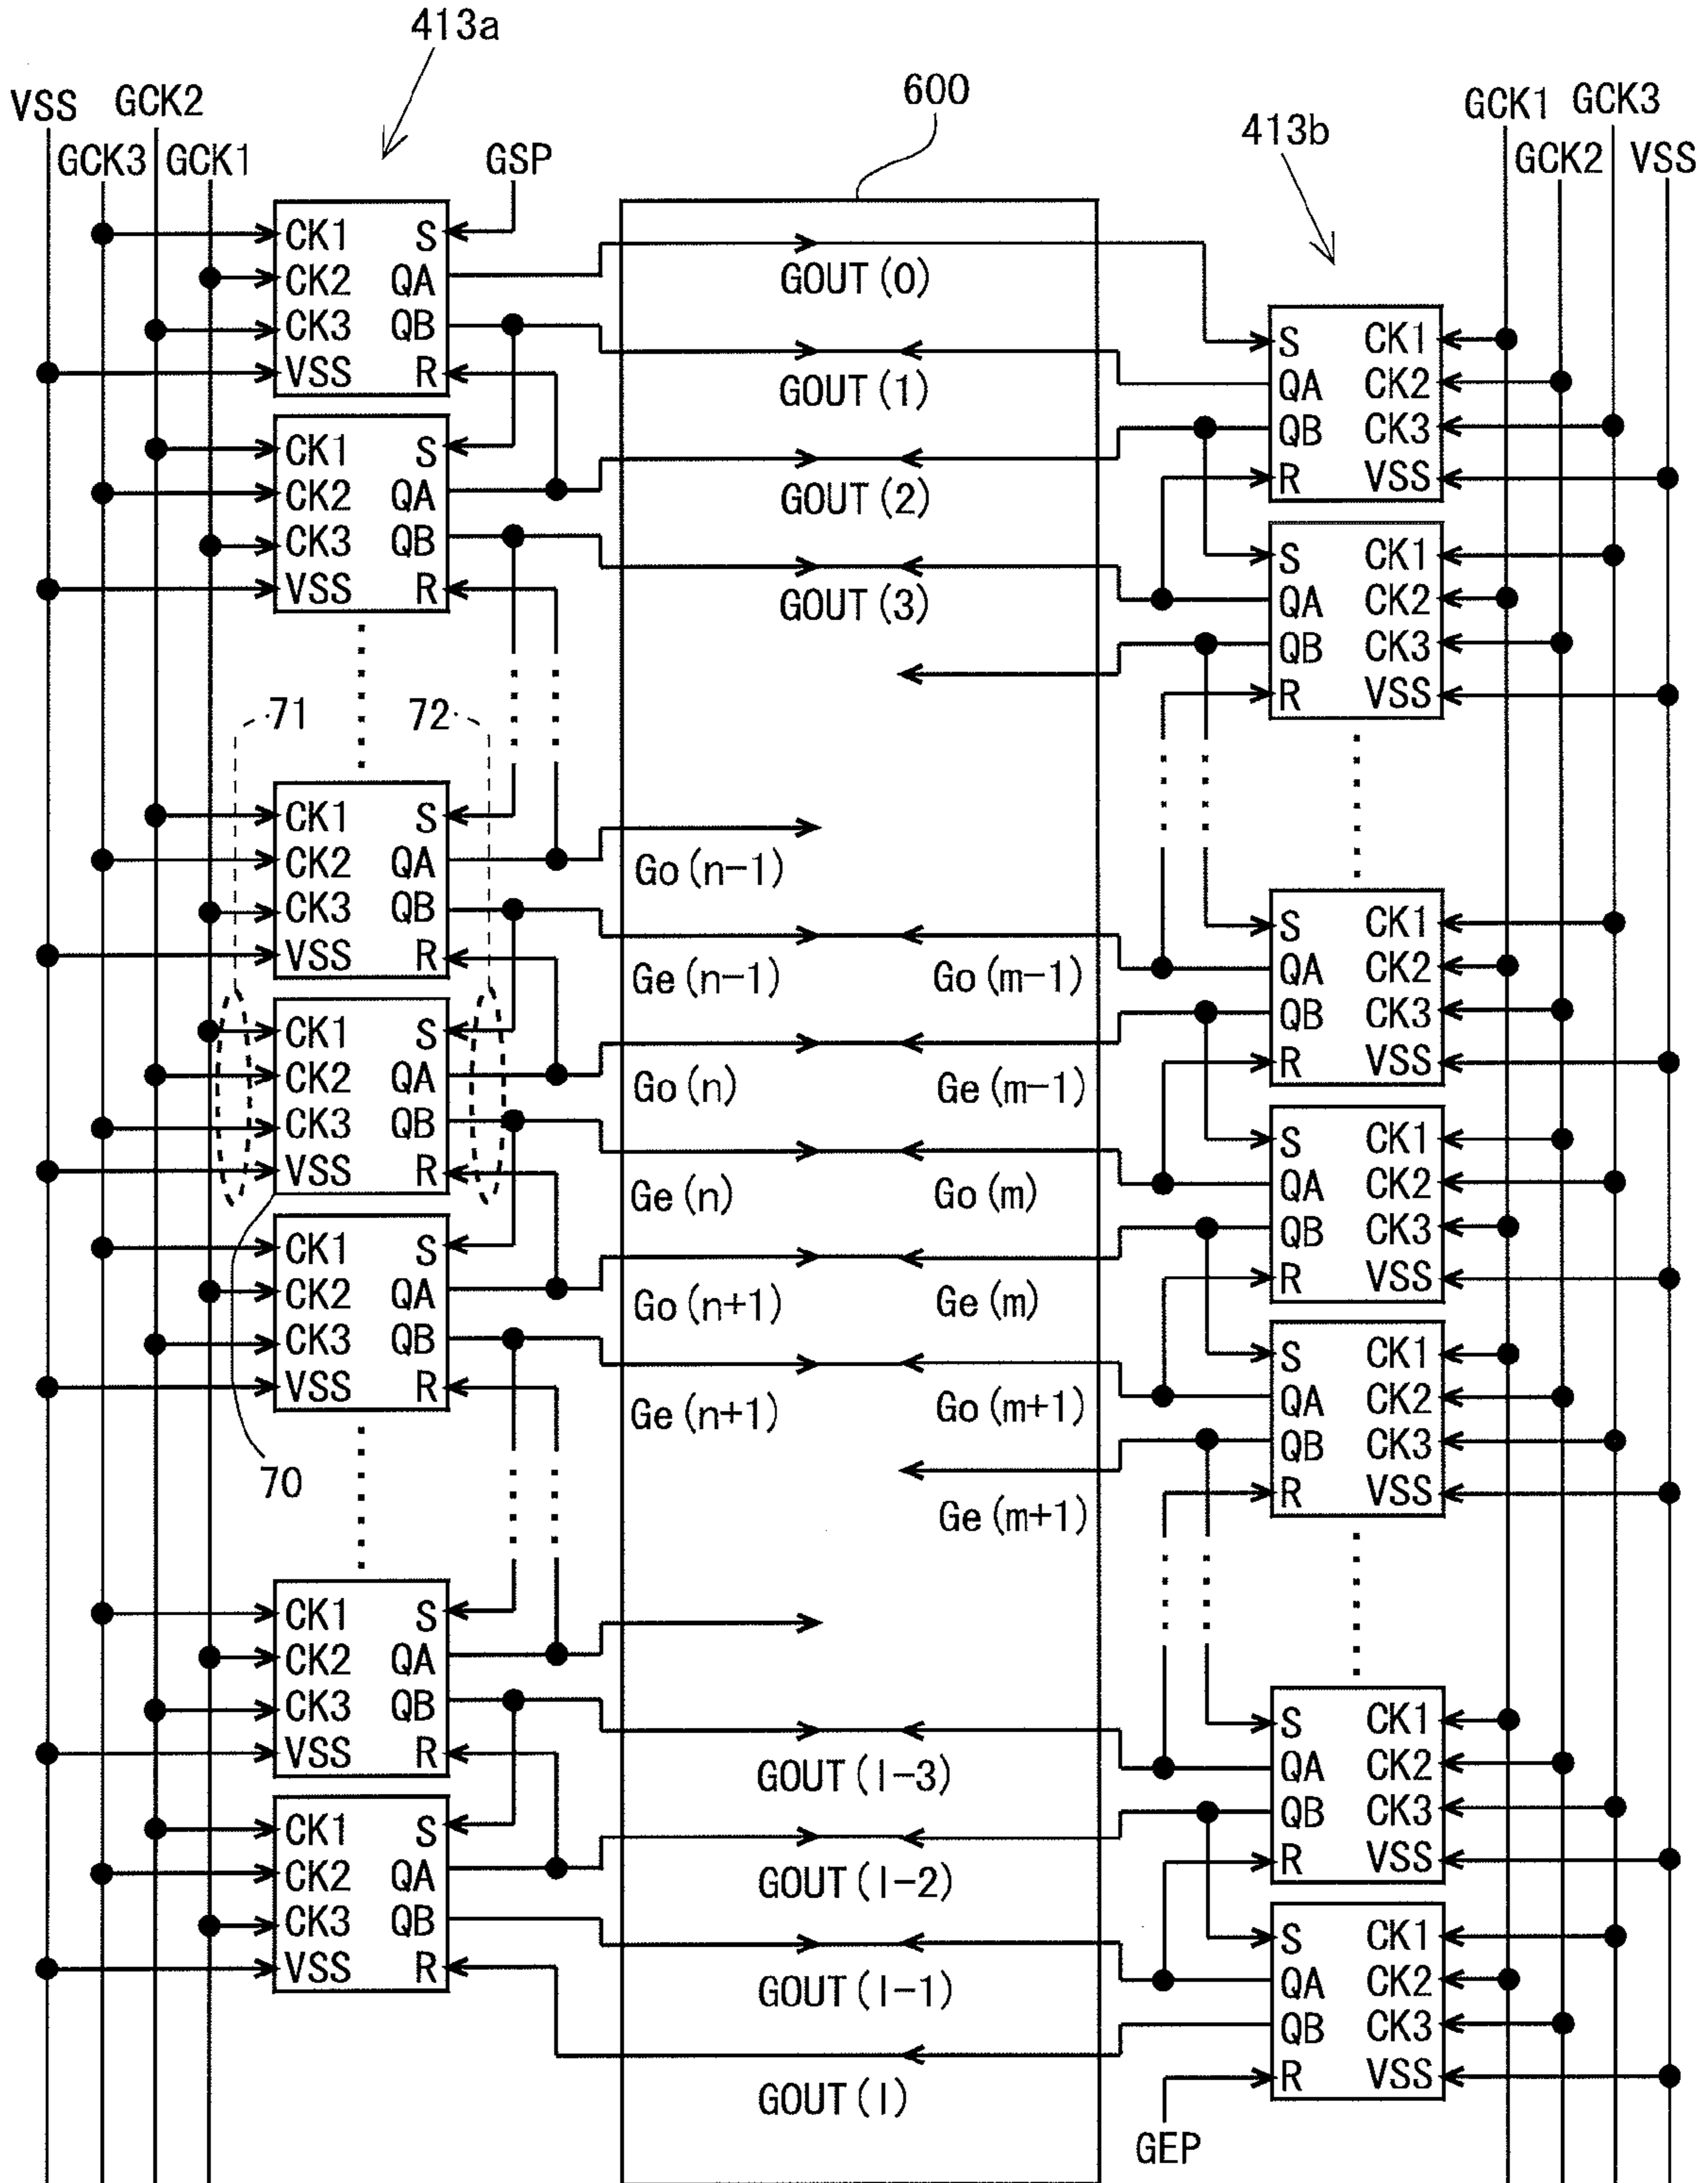 413a
600
VSS
GCK2
GCK3
GCK1
GSP
413b
GCK1
GCK3
GCK2
VSS
CK1 S
CK2 QA
CK3 QB
VSS R
GOUT(0)
GOUT(1)
S CK1
QA CK2
QB CK3
R VSS
CK1 S
CK2 QA
CK3 QB
VSS R
GOUT(2)
GOUT(3)
S CK1
QA CK2
QB CK3
R VSS
71
72
CK1 S
CK2 QA
CK3 QB
VSS R
Go(n-1)
Ge(n-1)
Go(m-1)
S CK1
QA CK2
QB CK3
R VSS
CK1 S
CK2 QA
CK3 QB
VSS R
Go(n)
Ge(m-1)
Ge(n)
Go(m)
S CK1
QA CK2
QB CK3
R VSS
CK1 S
CK2 QA
CK3 QB
VSS R
Go(n+1)
Ge(m)
Ge(n+1)
Go(m+1)
S CK1
QA CK2
QB CK3
R VSS
70
Ge(m+1)
CK1 S
CK2 QA
CK3 QB
VSS R
GOUT(l-3)
S CK1
QA CK2
QB CK3
R VSS
CK1 S
CK2 QA
CK3 QB
VSS R
GOUT(l-2)
GOUT(l-1)
S CK1
QA CK2
QB CK3
R VSS
GOUT(l)
GEP